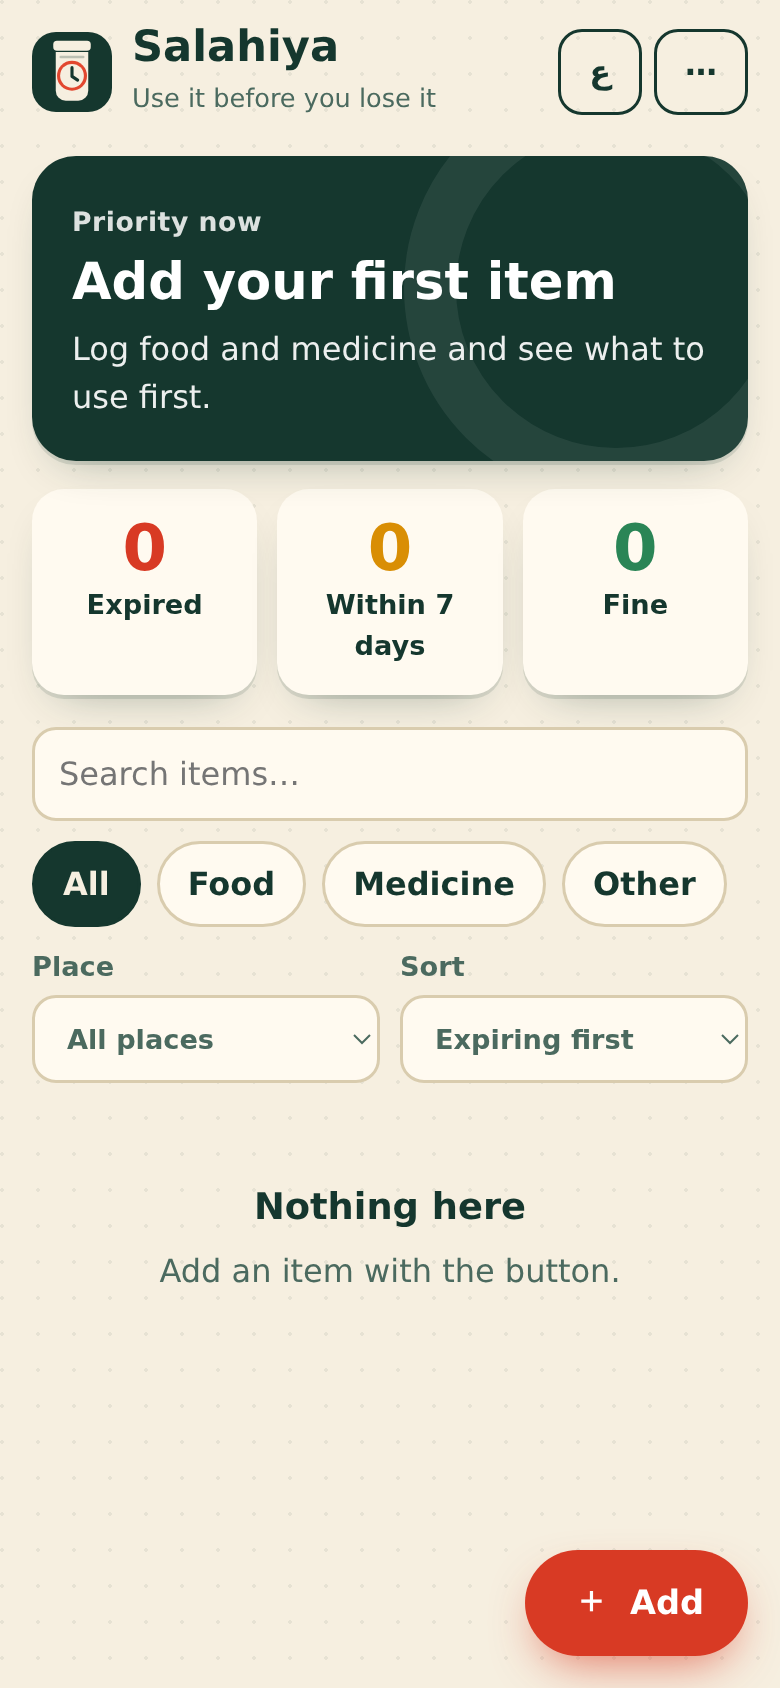 Salahiya
Use it before you lose it
ع
...
Priority now
Add your first item
Log food and medicine and see what to
use first.
0
Expired
0
Within 7
days
0
Fine
Search items...
All
Food
Medicine
Other
Place
Sort
All places
Expiring first
Nothing here
Add an item with the button.
+ Add